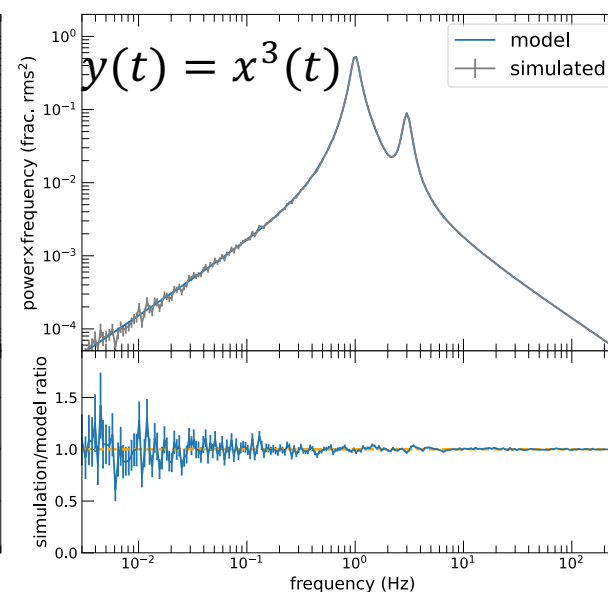 y(t) = x³(t)
model
simulated
power×frequency (frac. rms²)
10⁰
10⁻¹
10⁻²
10⁻³
10⁻⁴
simulation/model ratio
1.5
1.0
0.5
0.0
10⁻² 10⁻¹ 10⁰ 10¹ 10²
frequency (Hz)